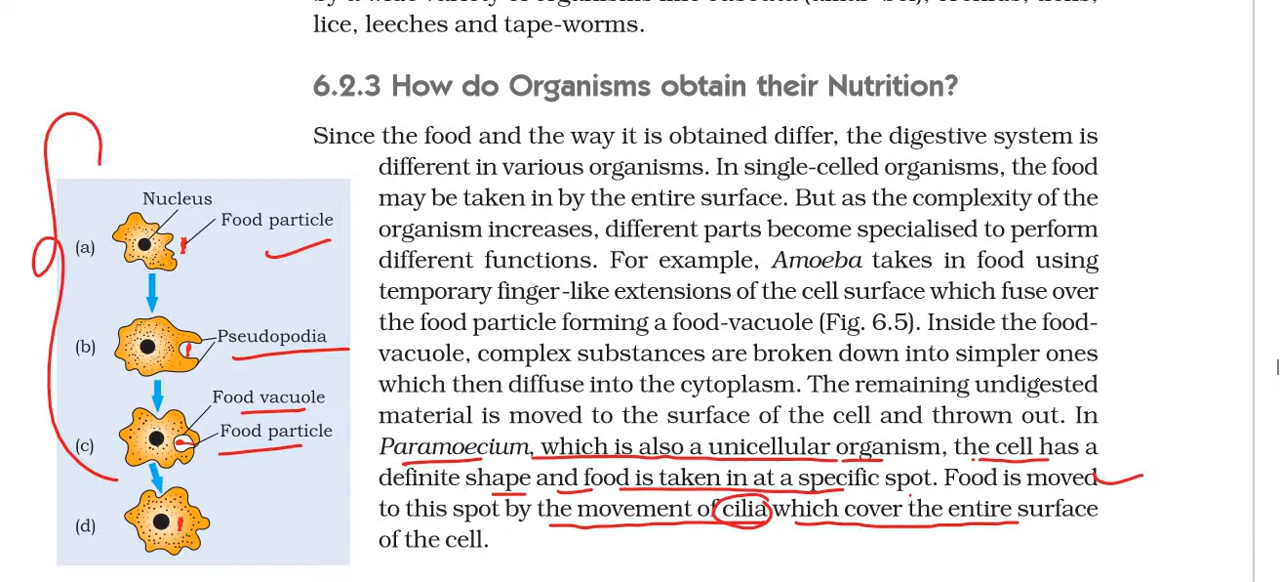 lice, leeches and tape-worms.
6.2.3 How do Organisms obtain their Nutrition?
Since the food and the way it is obtained differ, the digestive system is
different in various organisms. In single-celled organisms, the food
may be taken in by the entire surface. But as the complexity of the
organism increases, different parts become specialised to perform
different functions. For example, Amoeba takes in food using
temporary finger-like extensions of the cell surface which fuse over
the food particle forming a food-vacuole (Fig. 6.5). Inside the food-
vacuole, complex substances are broken down into simpler ones
which then diffuse into the cytoplasm. The remaining undigested
material is moved to the surface of the cell and thrown out. In
Paramoecium, which is also a unicellular organism, the cell has a
definite shape and food is taken in at a specific spot. Food is moved
to this spot by the movement of cilia which cover the entire surface
of the cell.
Nucleus
Food particle
(a)
Pseudopodia
(b)
Food vacuole
Food particle
(c)
(d)